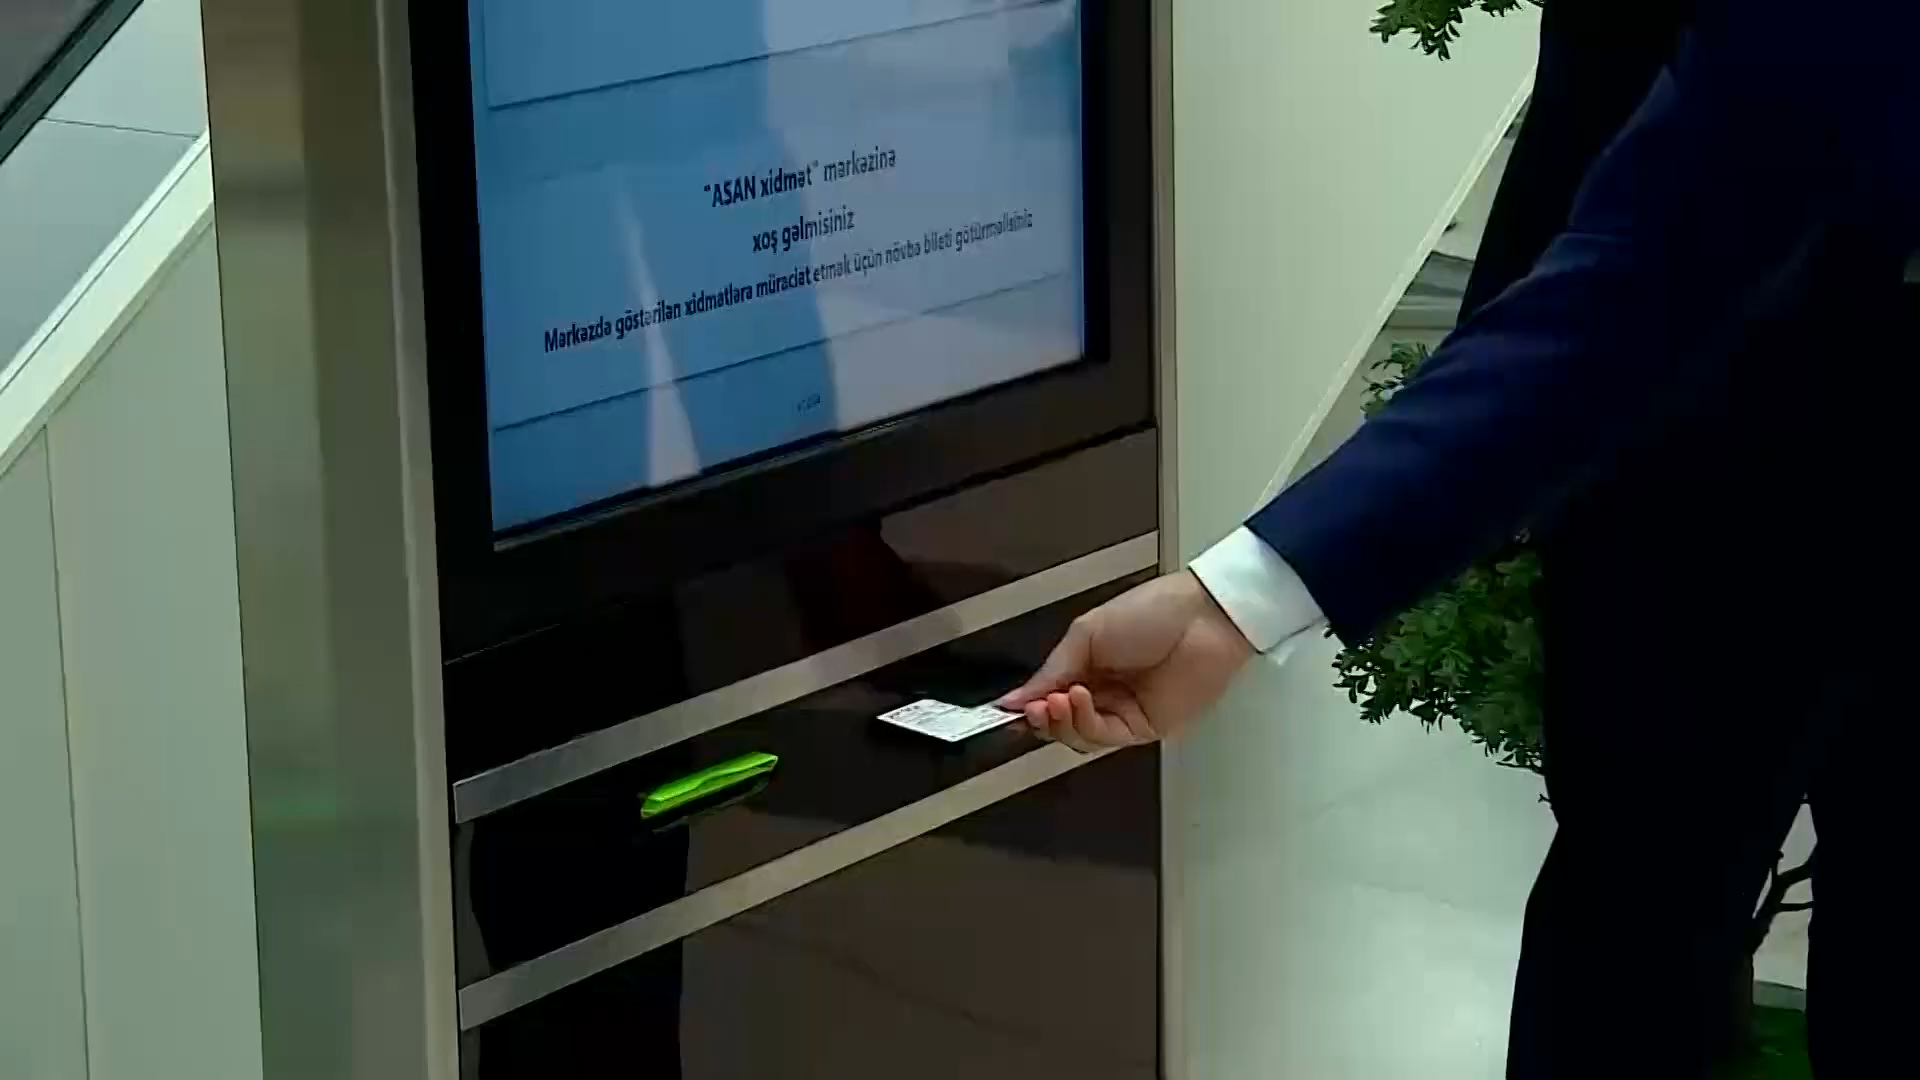 "ASAN xidmət" mərkəzinə
xoş gəlmisiniz
Mərkəzdə göstərilən xidmətlərə müraciət etmək üçün növbə bileti götürməlisiniz